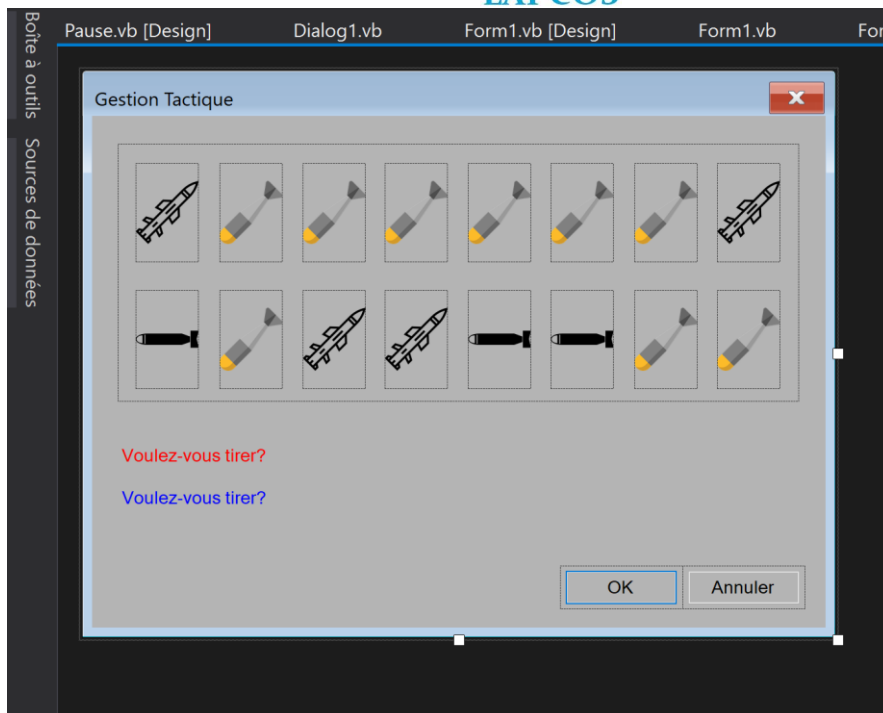 Pause.vb [Design] Dialog1.vb Form1.vb [Design] Form1.vb
Boîte à outils
Sources de données
Gestion Tactique
Voulez-vous tirer?
Voulez-vous tirer?
OK Annuler